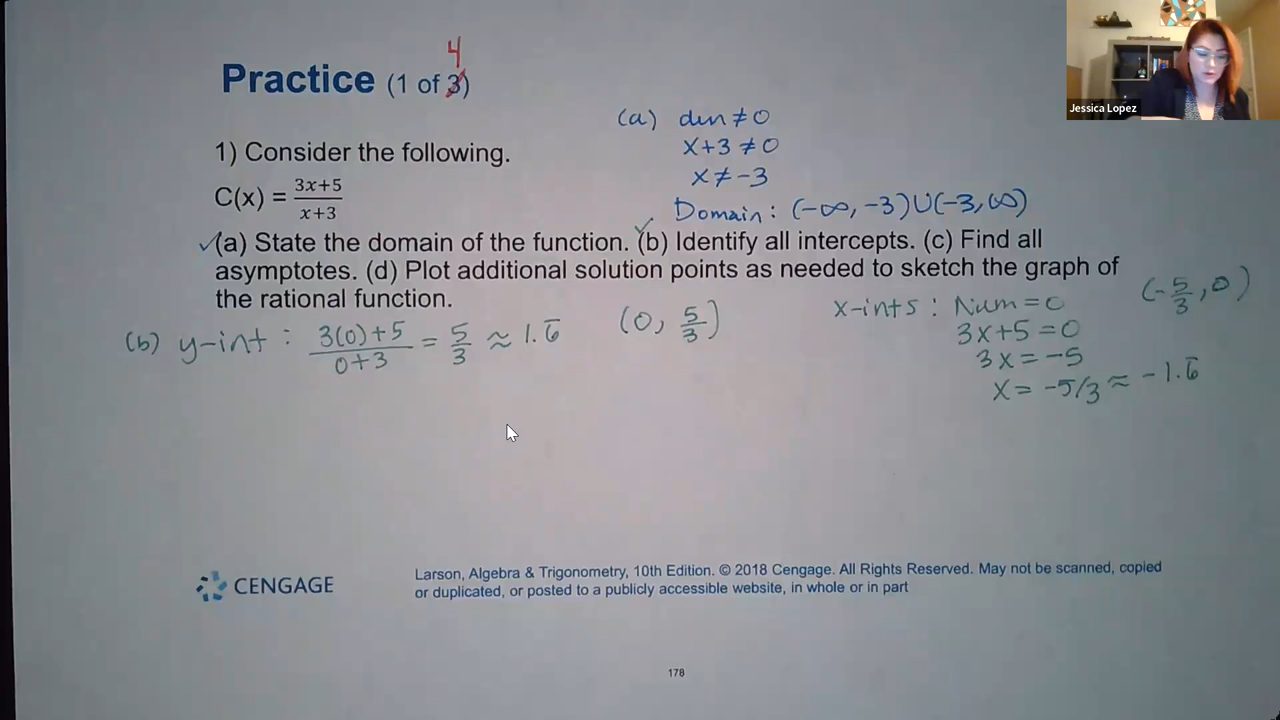 4
Practice (1 of 3)
Jessica Lopez
(a) den ≠ 0
1) Consider the following.
x+3 ≠ 0
C(x) = 3x+5 / x+3
x ≠ -3
Domain: (-∞, -3)∪(-3, ∞)
✓(a) State the domain of the function. ✓(b) Identify all intercepts. (c) Find all
asymptotes. (d) Plot additional solution points as needed to sketch the graph of
the rational function.
(b) y-int : 3(0)+5 / 0+3 = 5/3 ≈ 1.6̅ (0, 5/3)
x-ints : Num = 0 (-5/3, 0)
3x+5=0
3x = -5
x = -5/3 ≈ -1.6̅
CENGAGE
Larson, Algebra & Trigonometry, 10th Edition. © 2018 Cengage. All Rights Reserved. May not be scanned, copied
or duplicated, or posted to a publicly accessible website, in whole or in part
178